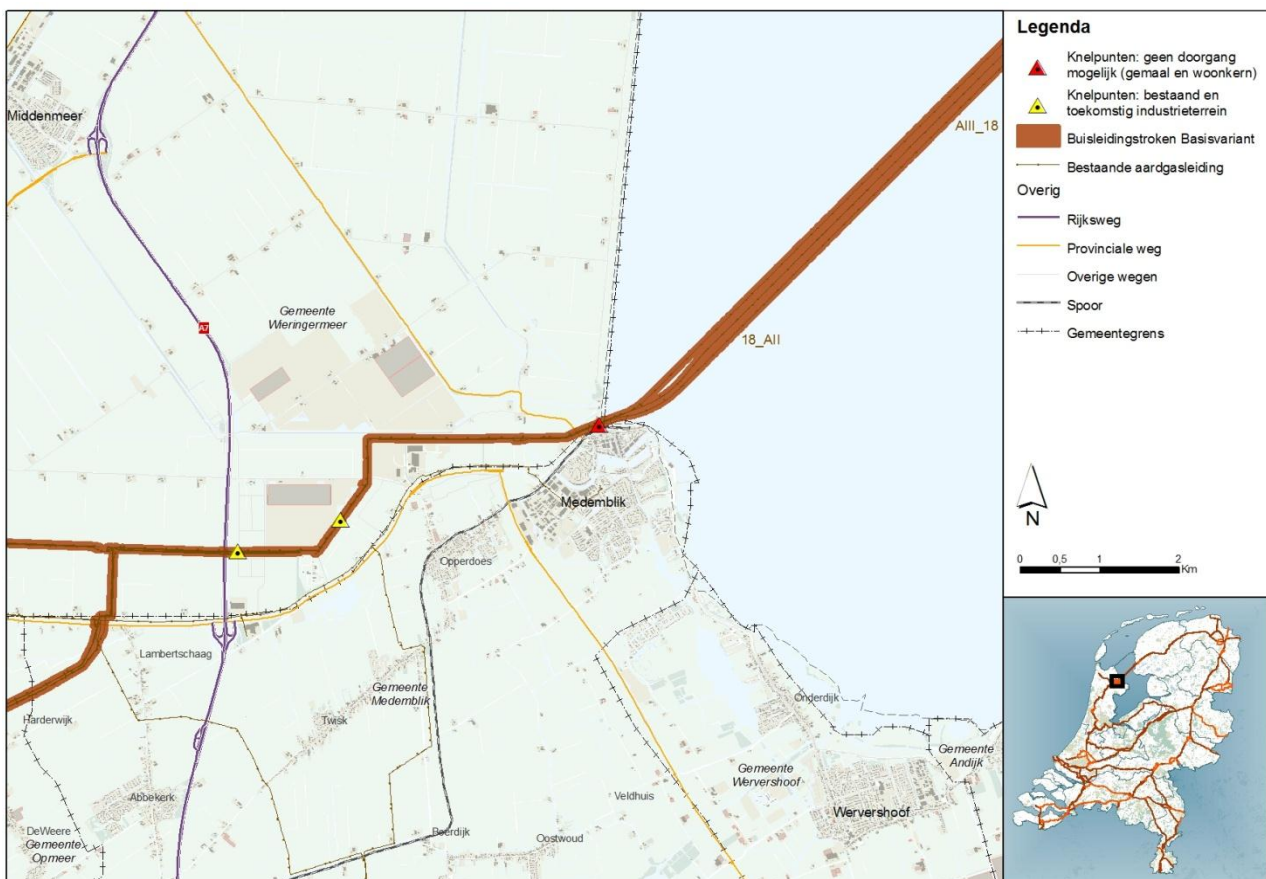 Middenmeer
A7
Gemeente
Wieringermeer
AIII_18
18_AII
Medemblik
Opperdoes
Lambertschaag
Harderwijk
Gemeente
Medemblik
Twisk
Onderdijk
Gemeente
Andijk
Gemeente
Wervershoof
Abbekerk
Veldhuis
Wervershoof
DeWeere
Gemeente
Opmeer
Boerdijk
Oostwoud
Legenda
Knelpunten: geen doorgang
mogelijk (gemaal en woonkern)
Knelpunten: bestaand en
toekomstig industrieterrein
Buisleidingstroken Basisvariant
Bestaande aardgasleiding
Overig
Rijksweg
Provinciale weg
Overige wegen
Spoor
Gemeentegrens
N
0 0,5 1 2
Km